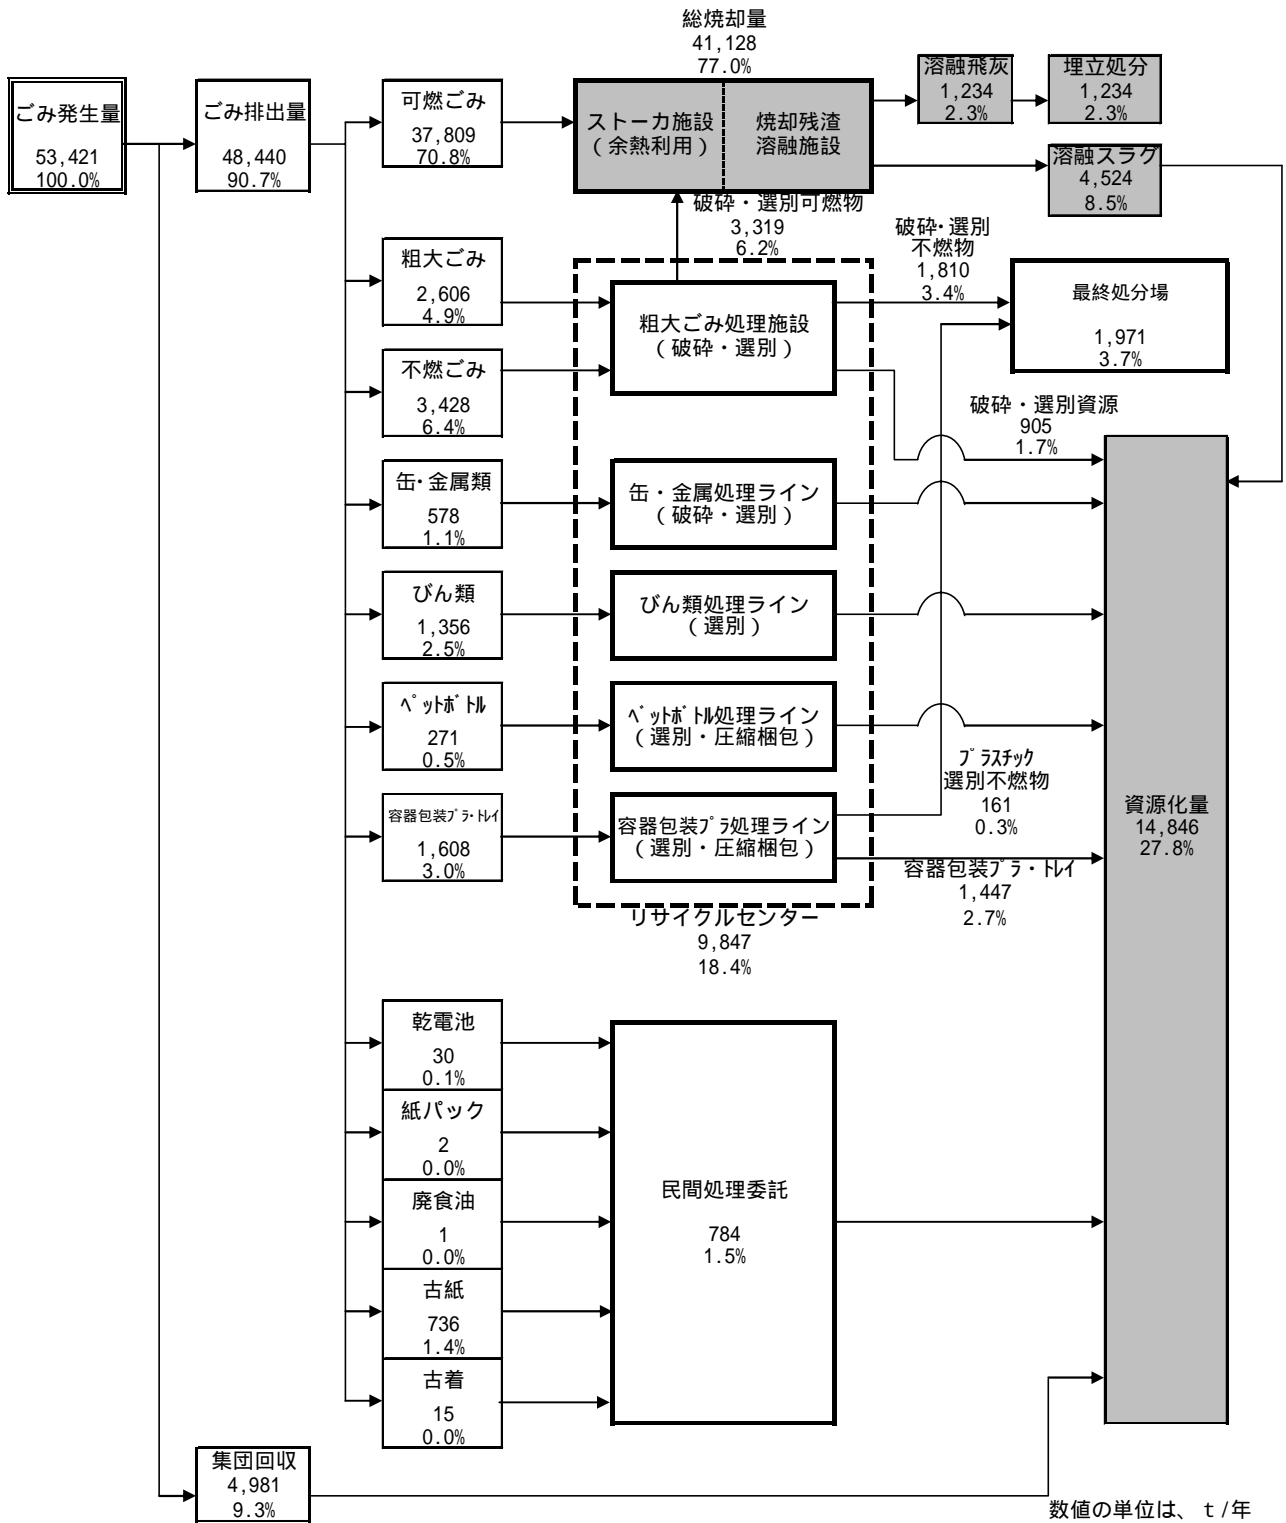 総焼却量
41,128
77.0%
ごみ発生量
53,421
100.0%
ごみ排出量
48,440
90.7%
可燃ごみ
37,809
70.8%
ストーカ施設
(余熱利用)
焼却残渣
溶融施設
溶融飛灰
1,234
2.3%
埋立処分
1,234
2.3%
溶融スラグ
4,524
8.5%
破砕・選別可燃物
3,319
6.2%
破砕・選別
不燃物
1,810
3.4%
粗大ごみ
2,606
4.9%
粗大ごみ処理施設
(破砕・選別)
最終処分場
1,971
3.7%
不燃ごみ
3,428
6.4%
破砕・選別資源
905
1.7%
缶・金属類
578
1.1%
缶・金属処理ライン
(破砕・選別)
びん類
1,356
2.5%
びん類処理ライン
(選別)
ペットボトル
271
0.5%
ペットボトル処理ライン
(選別・圧縮梱包)
プラスチック
選別不燃物
161
0.3%
容器包装プラ・トレイ
1,608
3.0%
容器包装プラ処理ライン
(選別・圧縮梱包)
容器包装プラ・トレイ
1,447
2.7%
資源化量
14,846
27.8%
リサイクルセンター
9,847
18.4%
乾電池
30
0.1%
紙パック
2
0.0%
廃食油
1
0.0%
古紙
736
1.4%
古着
15
0.0%
民間処理委託
784
1.5%
集団回収
4,981
9.3%
数値の単位は、t/年